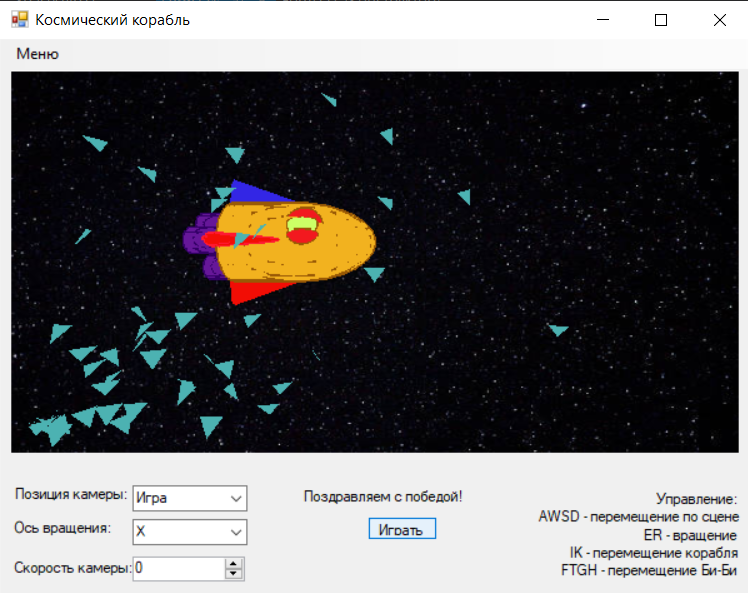 Космический корабль
Меню
Позиция камеры: Игра
Ось вращения: X
Скорость камеры: 0
Поздравляем с победой!
Играть
Управление:
AWSD - перемещение по сцене
ER - вращение
IK - перемещение корабля
FTGH - перемещение Би-Би